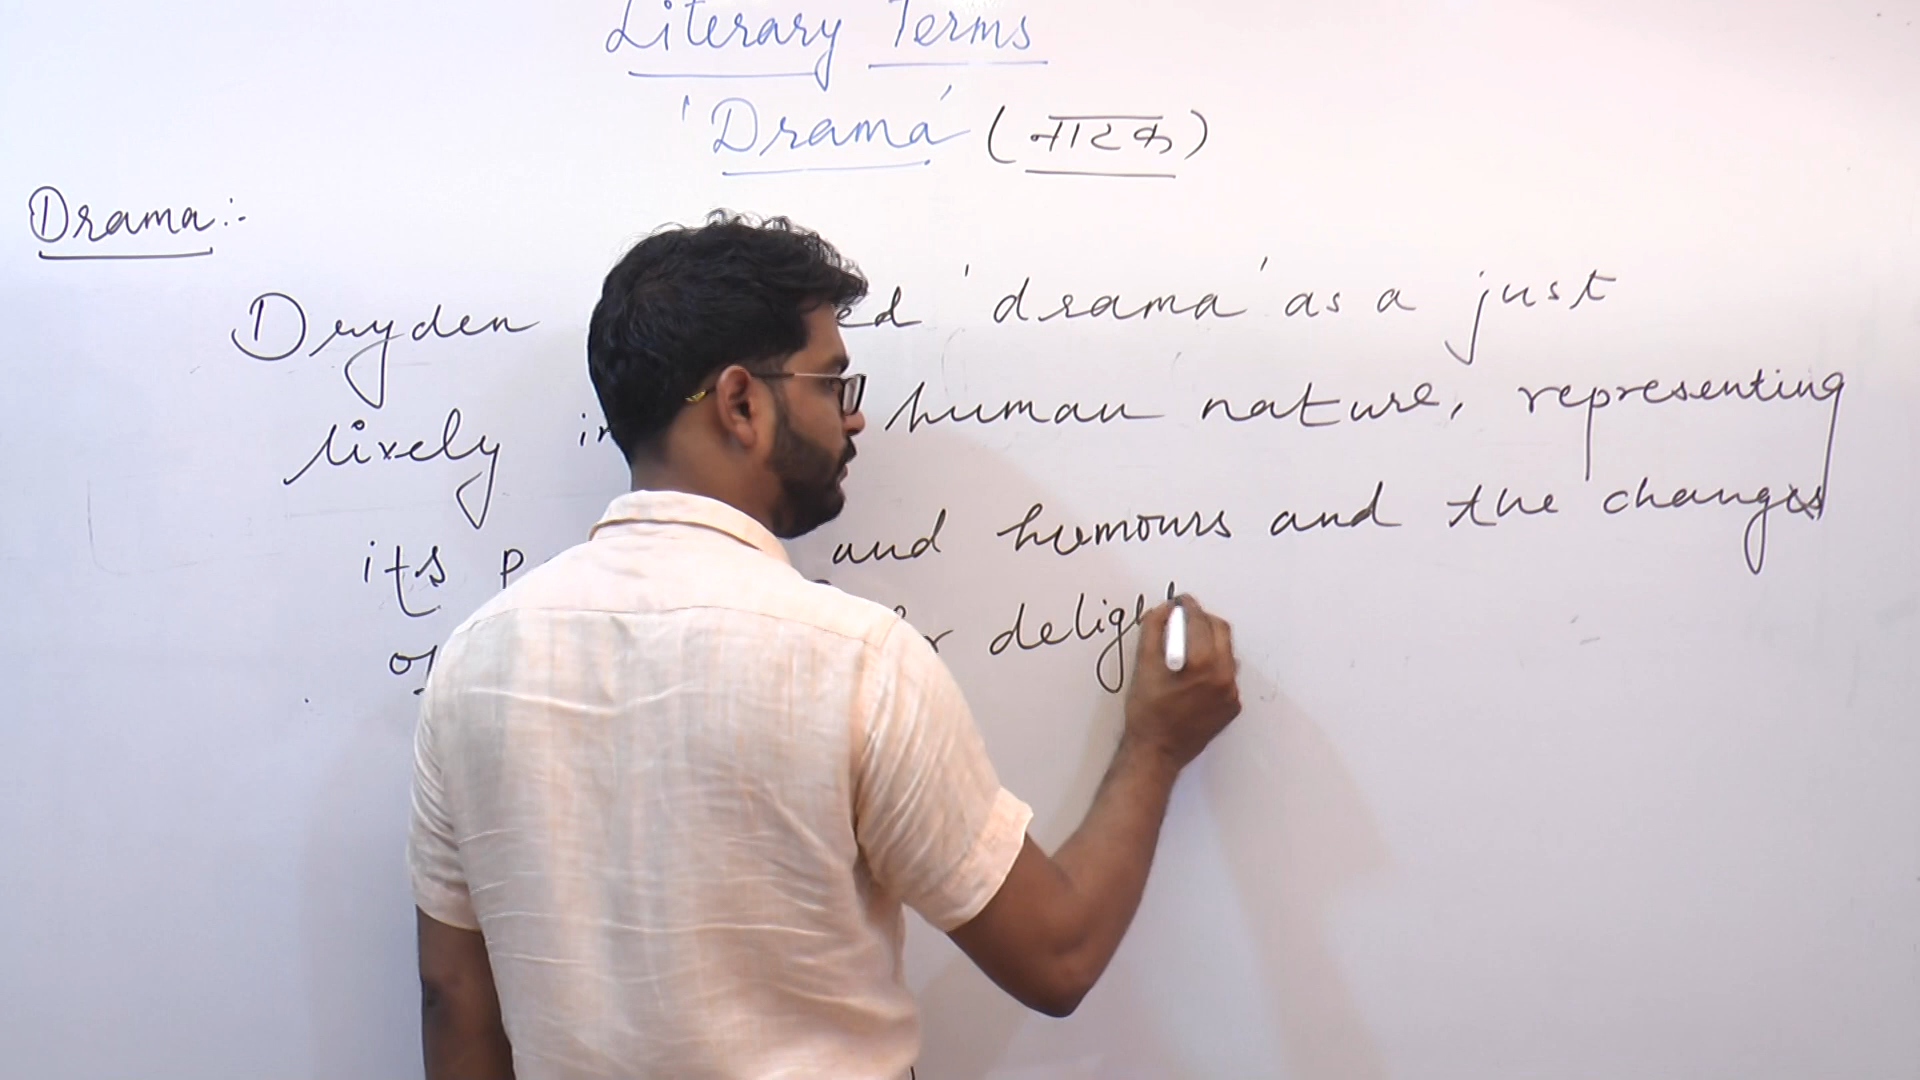 Literary Terms
'Drama' (नाटक)
Drama:-
Dryden 'drama' as a just
lively human nature, representing
its and humours and the changes
delight